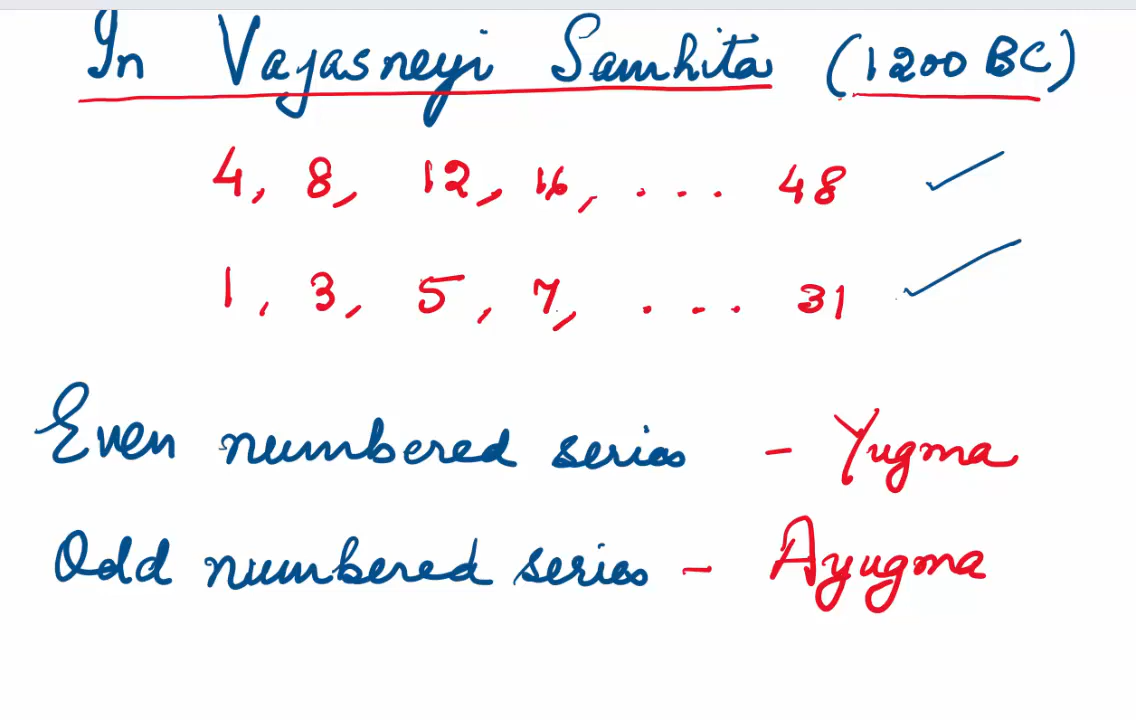 In Vajasneyi Samhita (1200 BC)
4, 8, 12, 16, . . . 48
1, 3, 5, 7, . . . 31
Even numbered series - Yugma
Odd numbered series - Ayugma